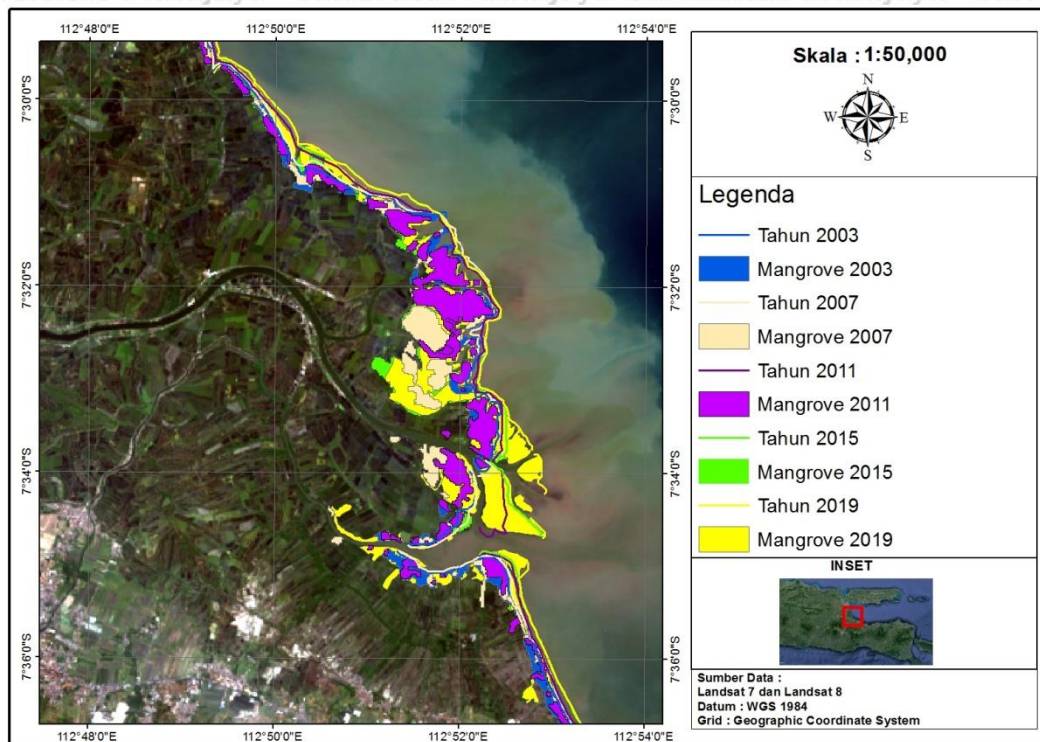 112°48'0"E 112°50'0"E 112°52'0"E 112°54'0"E
7°30'0"S 7°30'0"S
7°32'0"S 7°32'0"S
7°34'0"S 7°34'0"S
7°36'0"S 7°36'0"S
112°48'0"E 112°50'0"E 112°52'0"E 112°54'0"E
Skala : 1:50,000
N
W E
S
Legenda
Tahun 2003
Mangrove 2003
Tahun 2007
Mangrove 2007
Tahun 2011
Mangrove 2011
Tahun 2015
Mangrove 2015
Tahun 2019
Mangrove 2019
INSET
Sumber Data :
Landsat 7 dan Landsat 8
Datum : WGS 1984
Grid : Geographic Coordinate System